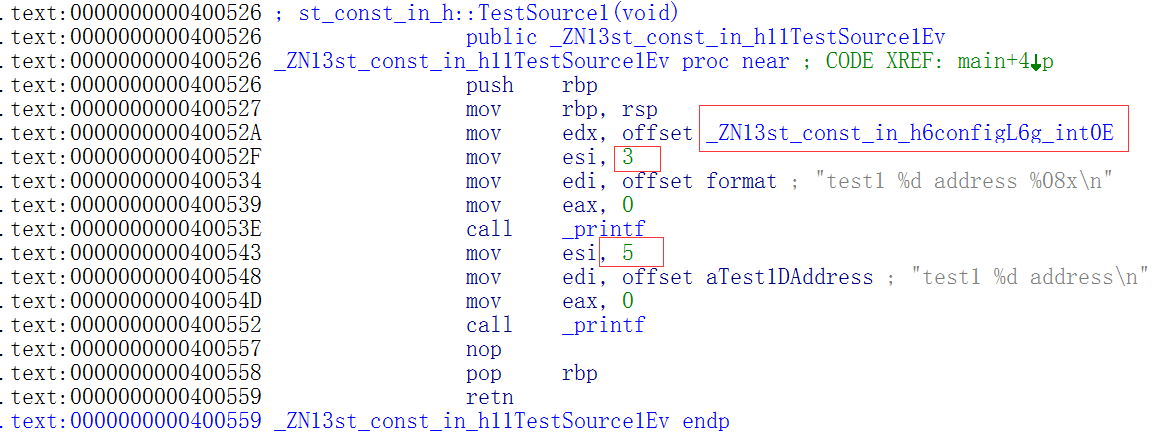 .text:0000000000400526 ; st_const_in_h::TestSource1(void)
.text:0000000000400526                 public _ZN13st_const_in_h11TestSource1Ev
.text:0000000000400526 _ZN13st_const_in_h11TestSource1Ev proc near ; CODE XREF: main+4↓p
.text:0000000000400526                 push    rbp
.text:0000000000400527                 mov     rbp, rsp
.text:000000000040052A                 mov     edx, offset _ZN13st_const_in_h6configL6g_int0E
.text:000000000040052F                 mov     esi, 3
.text:0000000000400534                 mov     edi, offset format ; "test1 %d address %08x\n"
.text:0000000000400539                 mov     eax, 0
.text:000000000040053E                 call    _printf
.text:0000000000400543                 mov     esi, 5
.text:0000000000400548                 mov     edi, offset aTest1DAddress ; "test1 %d address\n"
.text:000000000040054D                 mov     eax, 0
.text:0000000000400552                 call    _printf
.text:0000000000400557                 nop
.text:0000000000400558                 pop     rbp
.text:0000000000400559                 retn
.text:0000000000400559 _ZN13st_const_in_h11TestSource1Ev endp